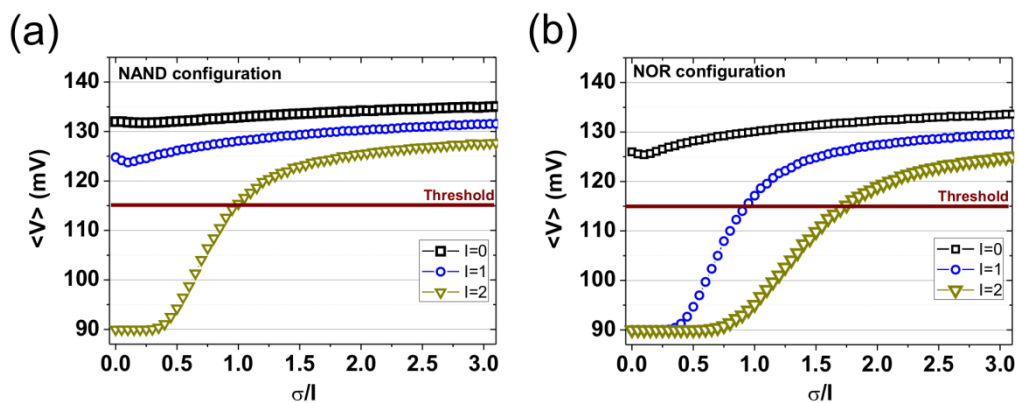 (a)
NAND configuration
140
130
120
110
100
90
<V> (mV)
Threshold
I=0
I=1
I=2
0.0 0.5 1.0 1.5 2.0 2.5 3.0
σ/I
(b)
NOR configuration
140
130
120
110
100
90
<V> (mV)
Threshold
I=0
I=1
I=2
0.0 0.5 1.0 1.5 2.0 2.5 3.0
σ/I